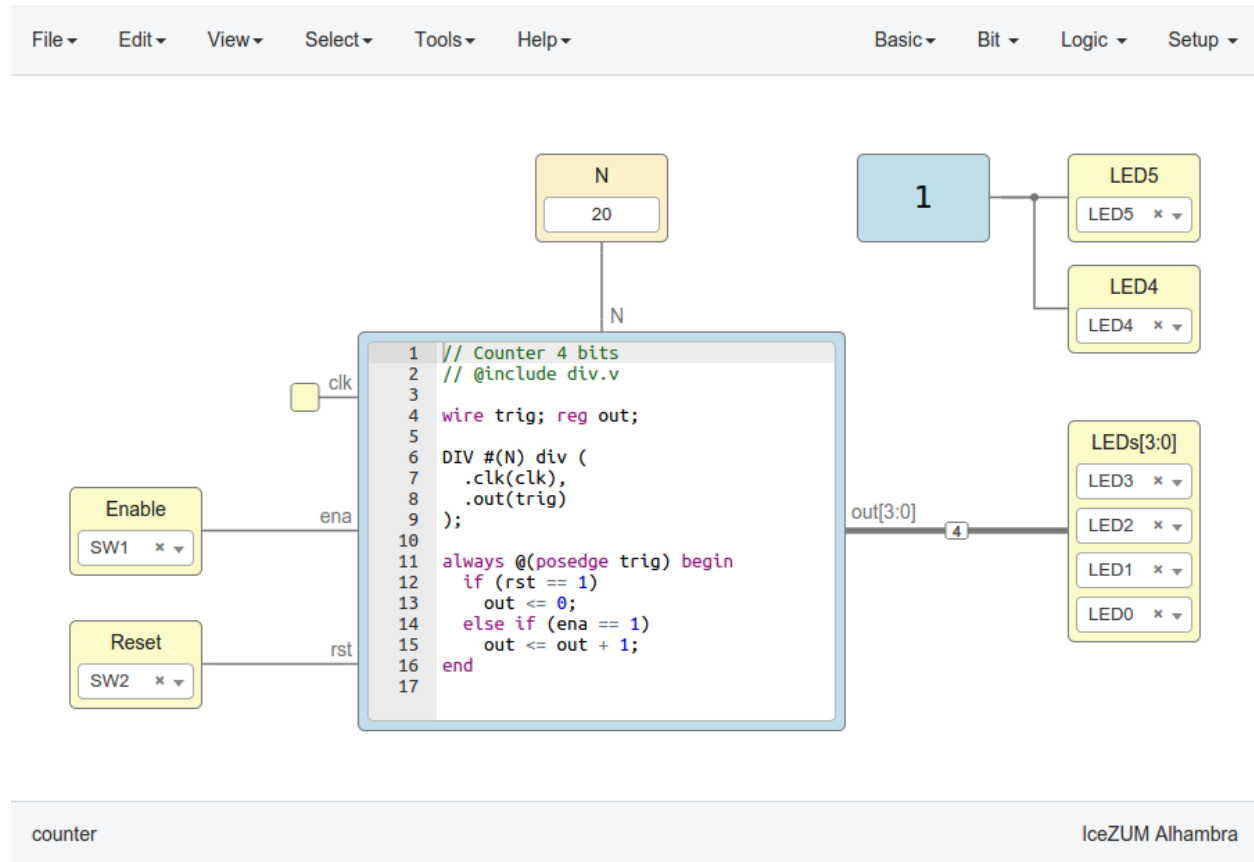 File Edit View Select Tools Help Basic Bit Logic Setup
N
20
N
1
LED5
LED5 ×
LED4
LED4 ×
clk
Enable
SW1 ×
ena
Reset
SW2 ×
rst
1 // Counter 4 bits
2 // @include div.v
3
4 wire trig; reg out;
5
6 DIV #(N) div (
7 .clk(clk),
8 .out(trig)
9 );
10
11 always @(posedge trig) begin
12 if (rst == 1)
13 out <= 0;
14 else if (ena == 1)
15 out <= out + 1;
16 end
17
out[3:0]
4
LEDs[3:0]
LED3 ×
LED2 ×
LED1 ×
LED0 ×
counter
IceZUM Alhambra